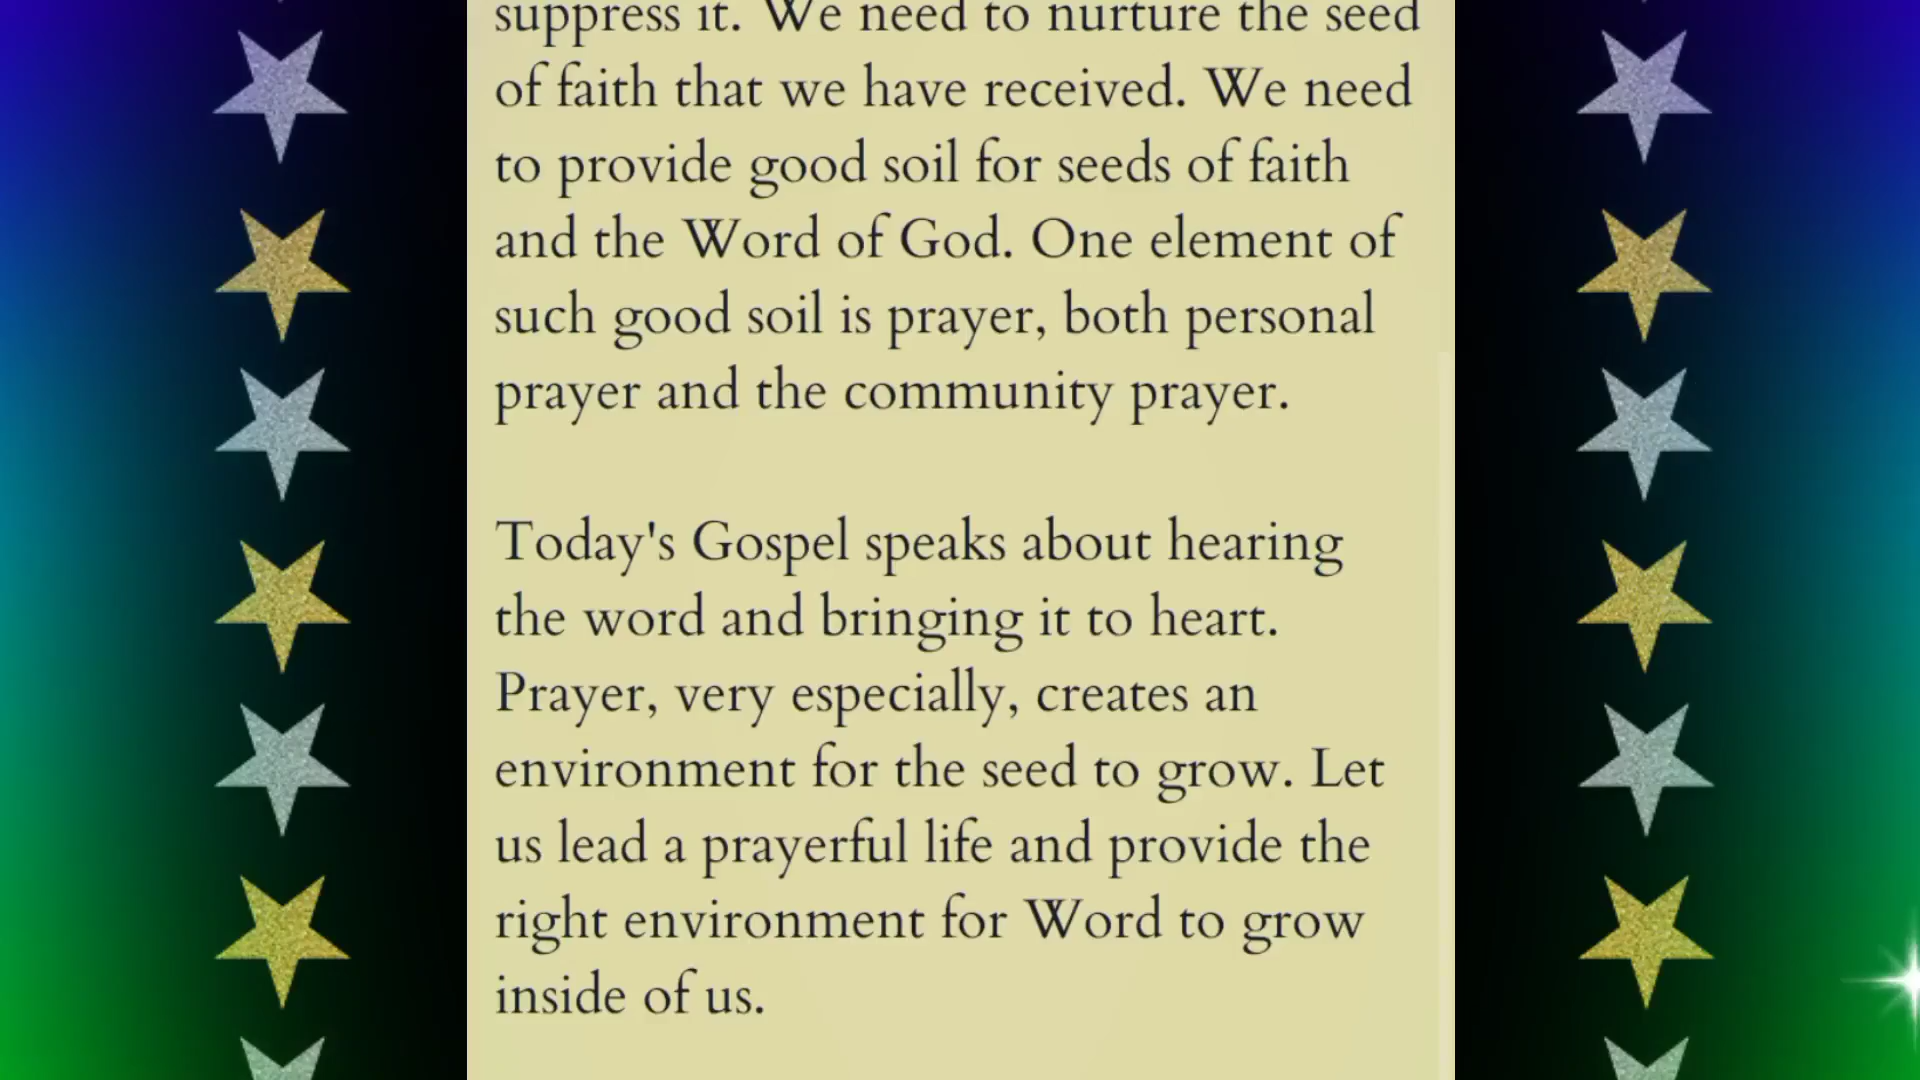 suppress it. We need to nurture the seed
of faith that we have received. We need
to provide good soil for seeds of faith
and the Word of God. One element of
such good soil is prayer, both personal
prayer and the community prayer.
Today's Gospel speaks about hearing
the word and bringing it to heart.
Prayer, very especially, creates an
environment for the seed to grow. Let
us lead a prayerful life and provide the
right environment for Word to grow
inside of us.